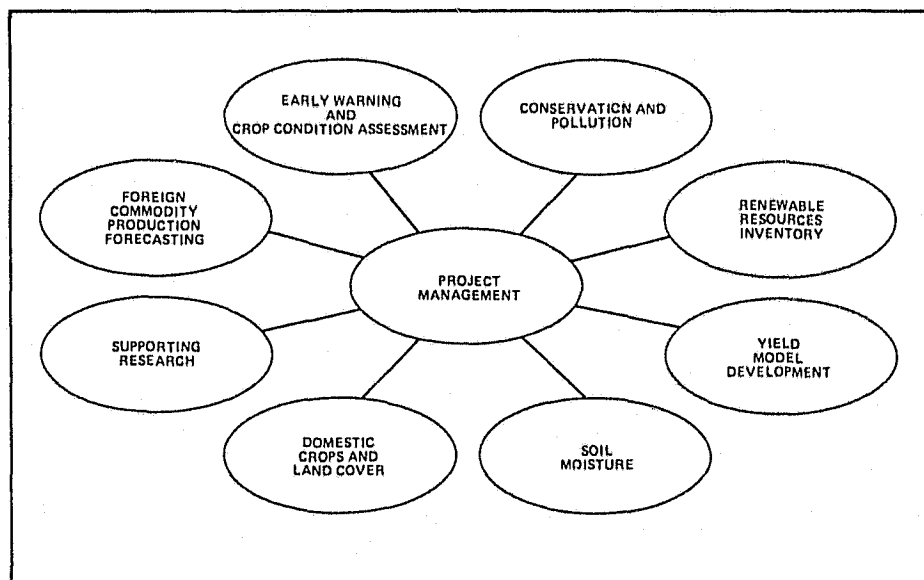 EARLY WARNING
AND
CROP CONDITION ASSESSMENT
CONSERVATION AND
POLLUTION
FOREIGN
COMMODITY
PRODUCTION
FORECASTING
RENEWABLE
RESOURCES
INVENTORY
PROJECT
MANAGEMENT
SUPPORTING
RESEARCH
YIELD
MODEL
DEVELOPMENT
DOMESTIC
CROPS AND
LAND COVER
SOIL
MOISTURE